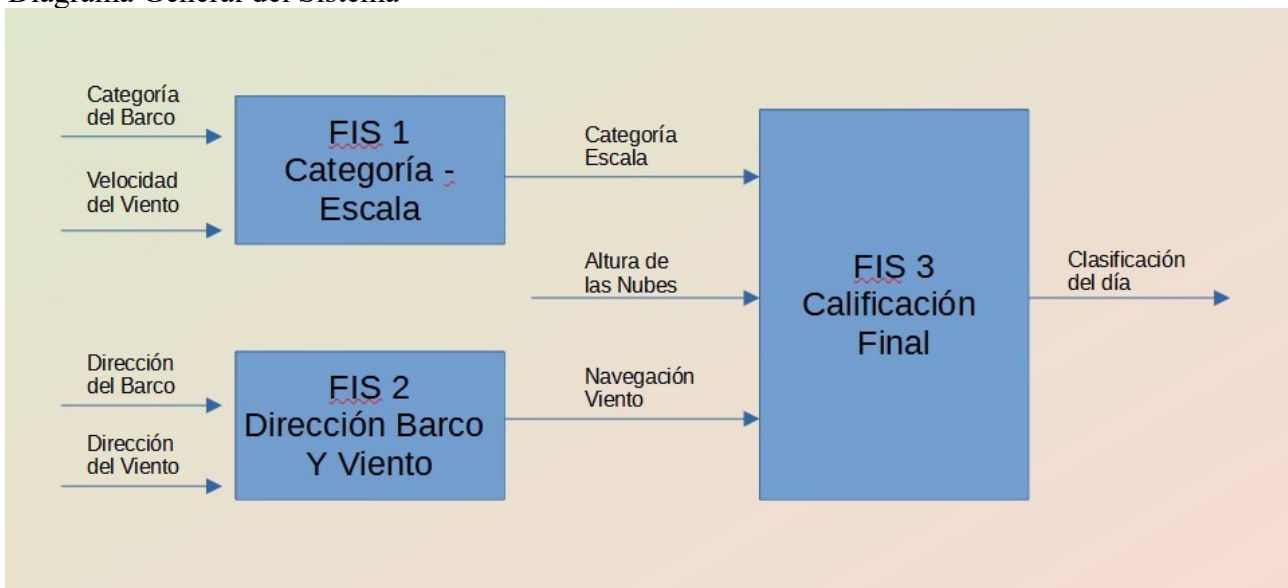 Diagrama General del Sistema
Categoría
del Barco
Velocidad
del Viento
FIS 1
Categoría -
Escala
Categoría
Escala
Altura de
las Nubes
Dirección
del Barco
Dirección
del Viento
FIS 2
Dirección Barco
Y Viento
Navegación
Viento
FIS 3
Calificación
Final
Clasificación
del día